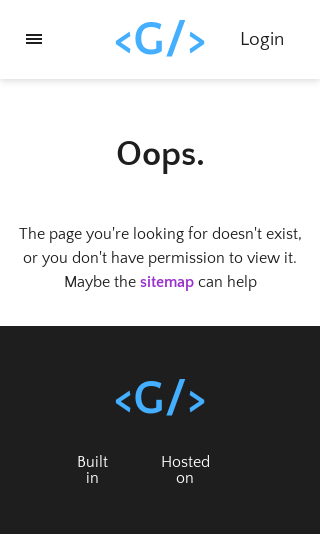 <G/>
Login
Oops.
The page you're looking for doesn't exist,
or you don't have permission to view it.
Maybe the sitemap can help
<G/>
Built
in
Hosted
on